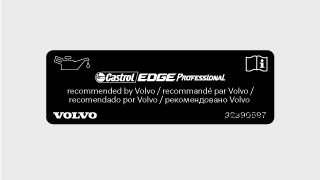 Castrol EDGE PROFESSIONAL
recommended by Volvo / recommandé par Volvo /
recomendado por Volvo / рекомендовано Volvo
VOLVO